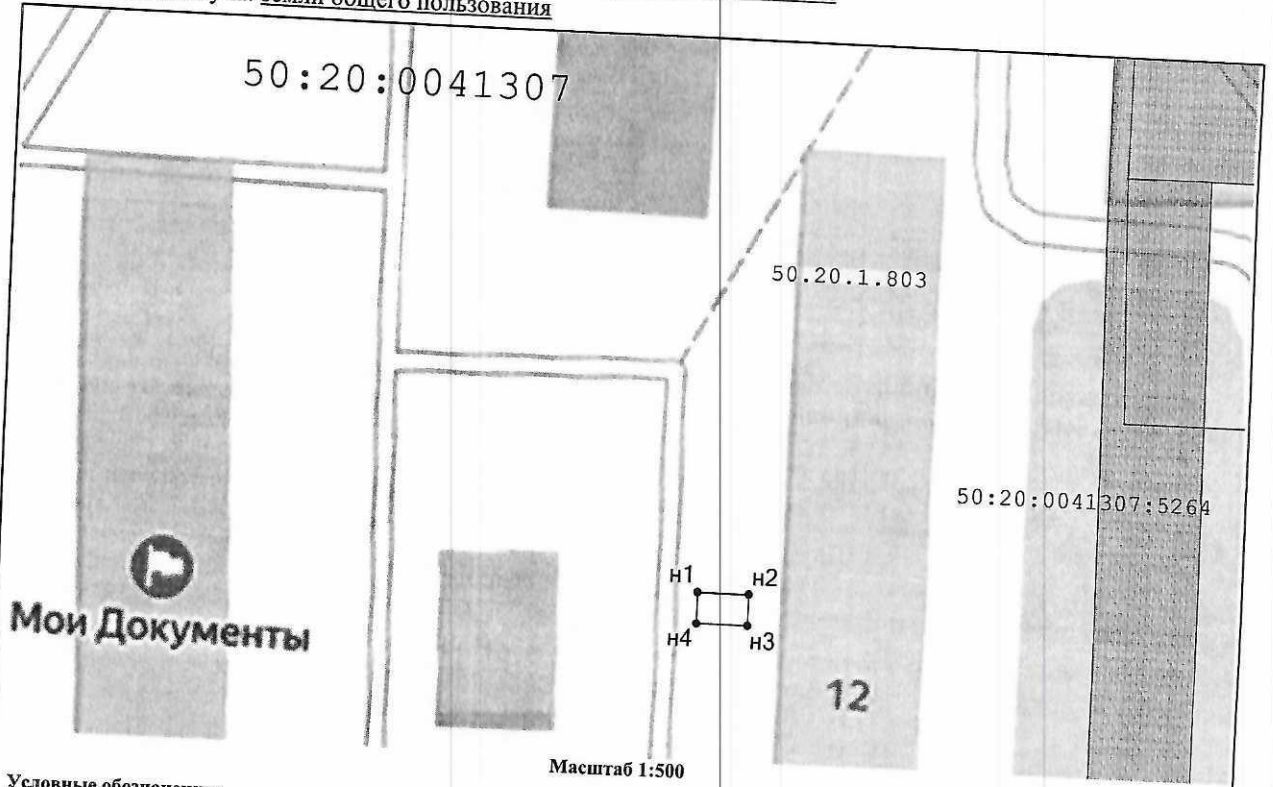 земли общего пользования
50:20:0041307
50.20.1.803
50:20:0041307:5264
н1 н2
н4 н3
Мои Документы
12
Масштаб 1:500
Условные